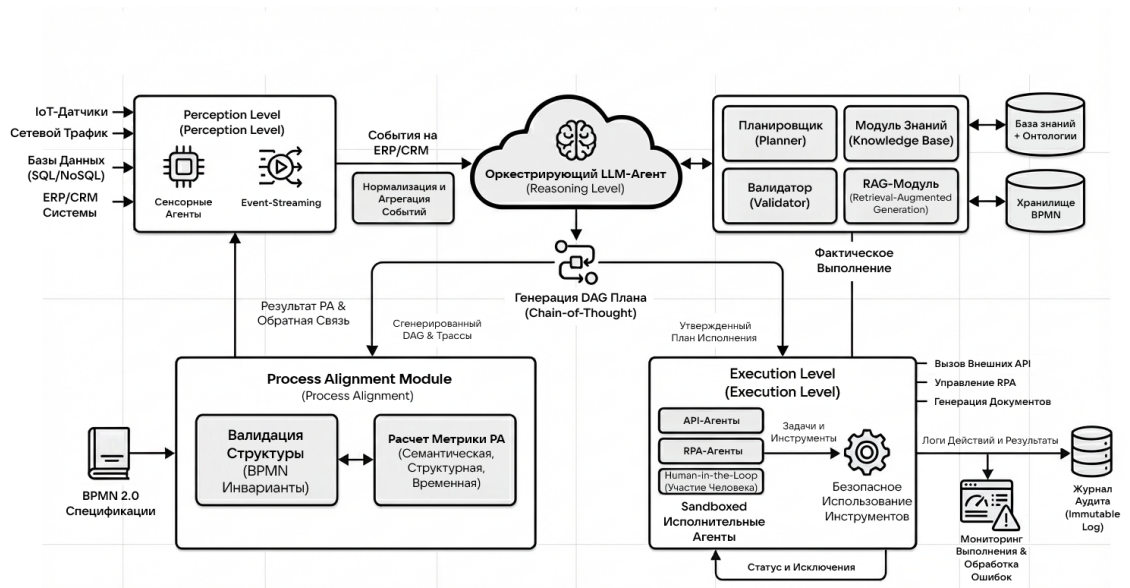 IoT-Датчики
Сетевой Трафик
Базы Данных
(SQL/NoSQL)
ERP/CRM
Системы
Perception Level
(Perception Level)
Сенсорные
Агенты
Event-Streaming
События на
ERP/CRM
Нормализация и
Агрегация
Событий
Оркестрирующий LLM-Агент
(Reasoning Level)
Планировщик
(Planner)
Модуль Знаний
(Knowledge Base)
Валидатор
(Validator)
RAG-Модуль
(Retrieval-Augmented
Generation)
База знаний
+ Онтологии
Хранилище
BPMN
Фактическое
Выполнение
Генерация DAG Плана
(Chain-of-Thought)
Результат PA &
Обратная Связь
Сгенерированный
DAG & Трассы
Утвержденный
План Исполнения
Process Alignment Module
(Process Alignment)
Валидация
Структуры
(BPMN
Инварианты)
Расчет Метрики PA
(Семантическая,
Структурная,
Временная)
BPMN 2.0
Спецификации
Execution Level
(Execution Level)
API-Агенты
RPA-Агенты
Human-in-the-Loop
(Участие Человека)
Sandboxed
Исполнительные
Агенты
Задачи и
Инструменты
Безопасное
Использование
Инструментов
Вызов Внешних API
Управление RPA
Генерация Документов
Логи Действий и Результаты
Журнал
Аудита
(Immutable
Log)
Мониторинг
Выполнения &
Обработка
Ошибок
Статус и Исключения